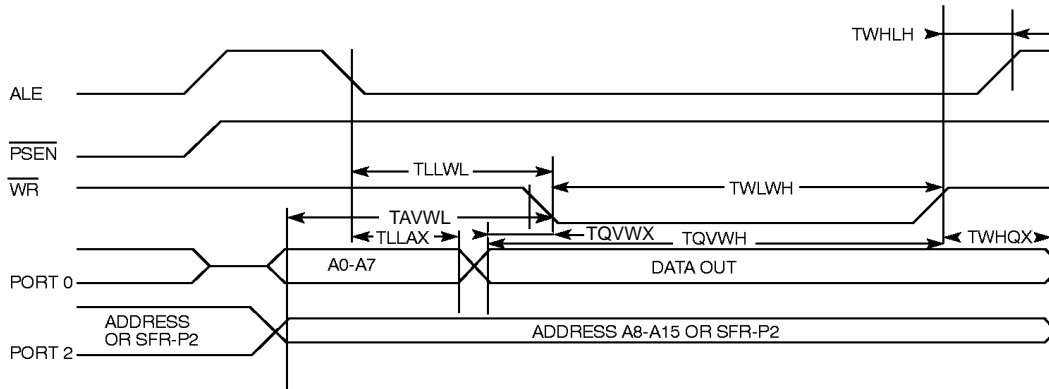 TWHLH
ALE
PSEN
TLLWL
WR
TWLWH
TAVWL
TLLAX
TQVWX
TQVWH
TWHQX
A0-A7
DATA OUT
PORT 0
ADDRESS
OR SFR-P2
ADDRESS A8-A15 OR SFR-P2
PORT 2